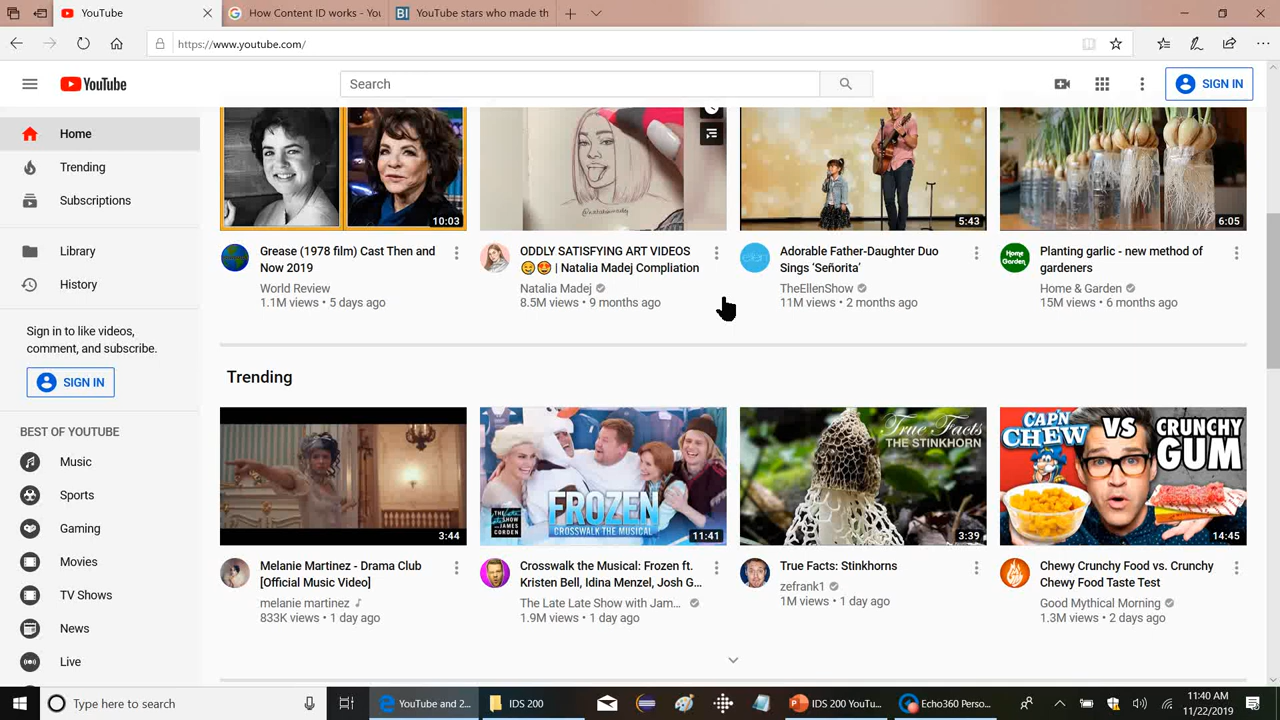 YouTube
How Content ID works - You
YouTube stars who made th
https://www.youtube.com/
YouTube
Search
SIGN IN
Home
Trending
Subscriptions
Library
History
Sign in to like videos,
comment, and subscribe.
SIGN IN
BEST OF YOUTUBE
Music
Sports
Gaming
Movies
TV Shows
News
Live
10:03
Grease (1978 film) Cast Then and
Now 2019
World Review
1.1M views • 5 days ago
@nataliamadej
ODDLY SATISFYING ART VIDEOS
😊😍 | Natalia Madej Compliation
Natalia Madej
8.5M views • 9 months ago
5:43
ellen
Adorable Father-Daughter Duo
Sings ‘Señorita’
TheEllenShow
11M views • 2 months ago
6:05
Home
Garden
Planting garlic - new method of
gardeners
Home & Garden
15M views • 6 months ago
Trending
3:44
Melanie Martinez - Drama Club
[Official Music Video]
melanie martinez
833K views • 1 day ago
THE LATE LATE
SHOW WITH JAMES
CORDEN
FROZEN
CROSSWALK THE MUSICAL
11:41
Crosswalk the Musical: Frozen ft.
Kristen Bell, Idina Menzel, Josh G...
The Late Late Show with Jam...
1.9M views • 1 day ago
True Facts
THE STINKHORN
3:39
True Facts: Stinkhorns
zefrank1
1M views • 1 day ago
CAP'N
CHEW
VS
CRUNCHY
GUM
14:45
Chewy Crunchy Food vs. Crunchy
Chewy Food Taste Test
Good Mythical Morning
1.3M views • 2 days ago
Type here to search
YouTube and 2...
IDS 200
IDS 200 YouTu...
Echo360 Perso...
11:40 AM
11/22/2019